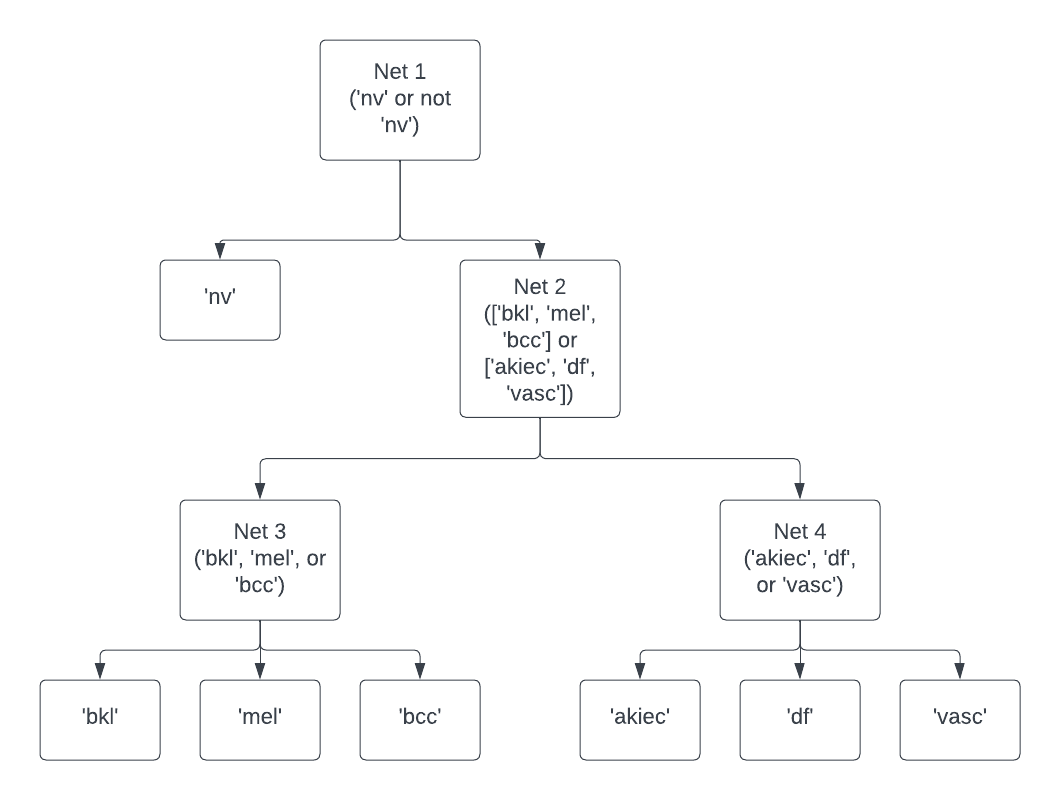 Net 1
('nv' or not
'nv')
'nv'
Net 2
(['bkl', 'mel',
'bcc'] or
['akiec', 'df',
'vasc'])
Net 3
('bkl', 'mel', or
'bcc')
Net 4
('akiec', 'df',
or 'vasc')
'bkl'
'mel'
'bcc'
'akiec'
'df'
'vasc'